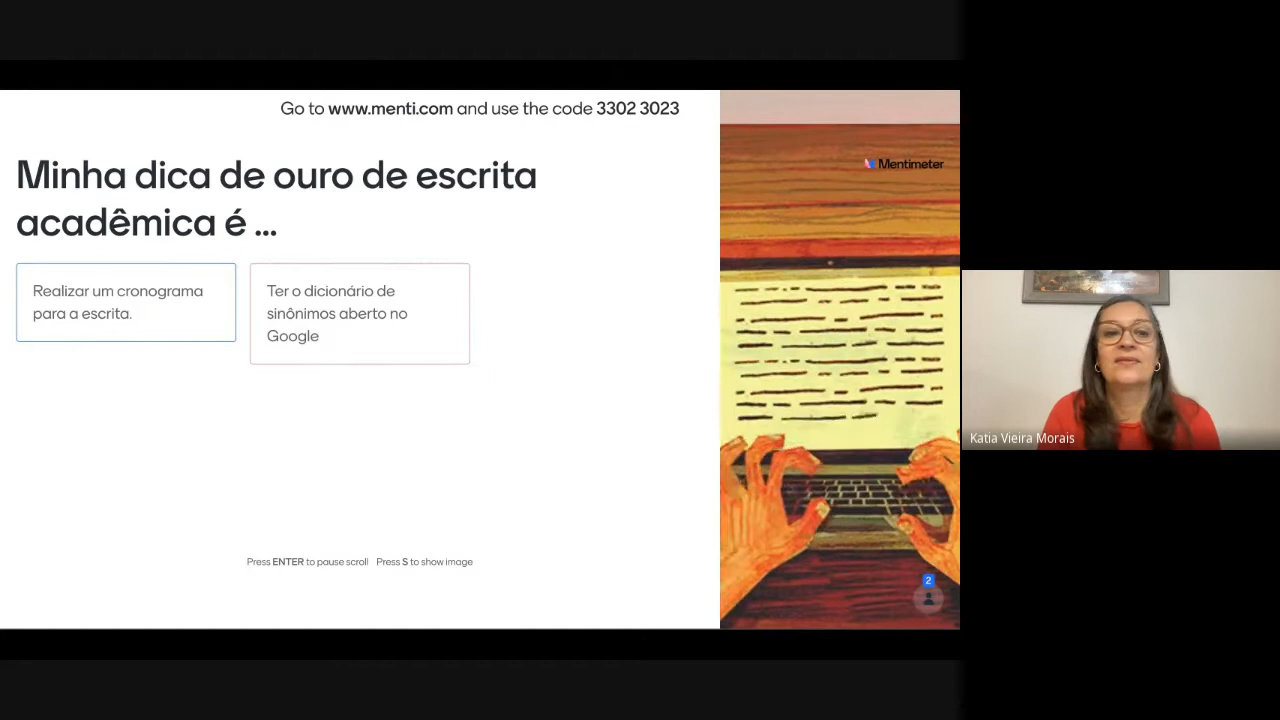 Go to www.menti.com and use the code 3302 3023
Mentimeter
Minha dica de ouro de escrita
acadêmica é ...
Realizar um cronograma
para a escrita.
Ter o dicionário de
sinônimos aberto no
Google
Katia Vieira Morais
Press ENTER to pause scroll Press S to show image
2